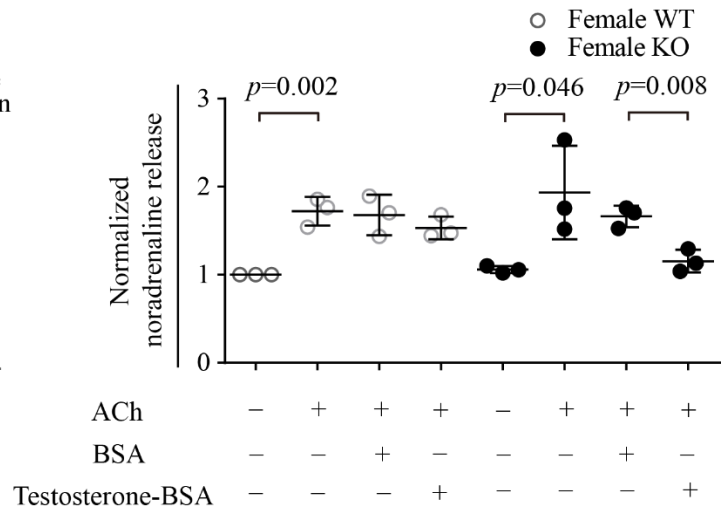 Female WT
Female KO
n
p=0.002
p=0.046
p=0.008
Normalized
noradrenaline release
3
2
1
0
ACh − + + + − + + +
BSA − − + − − − + −
Testosterone-BSA − − − + − − − +